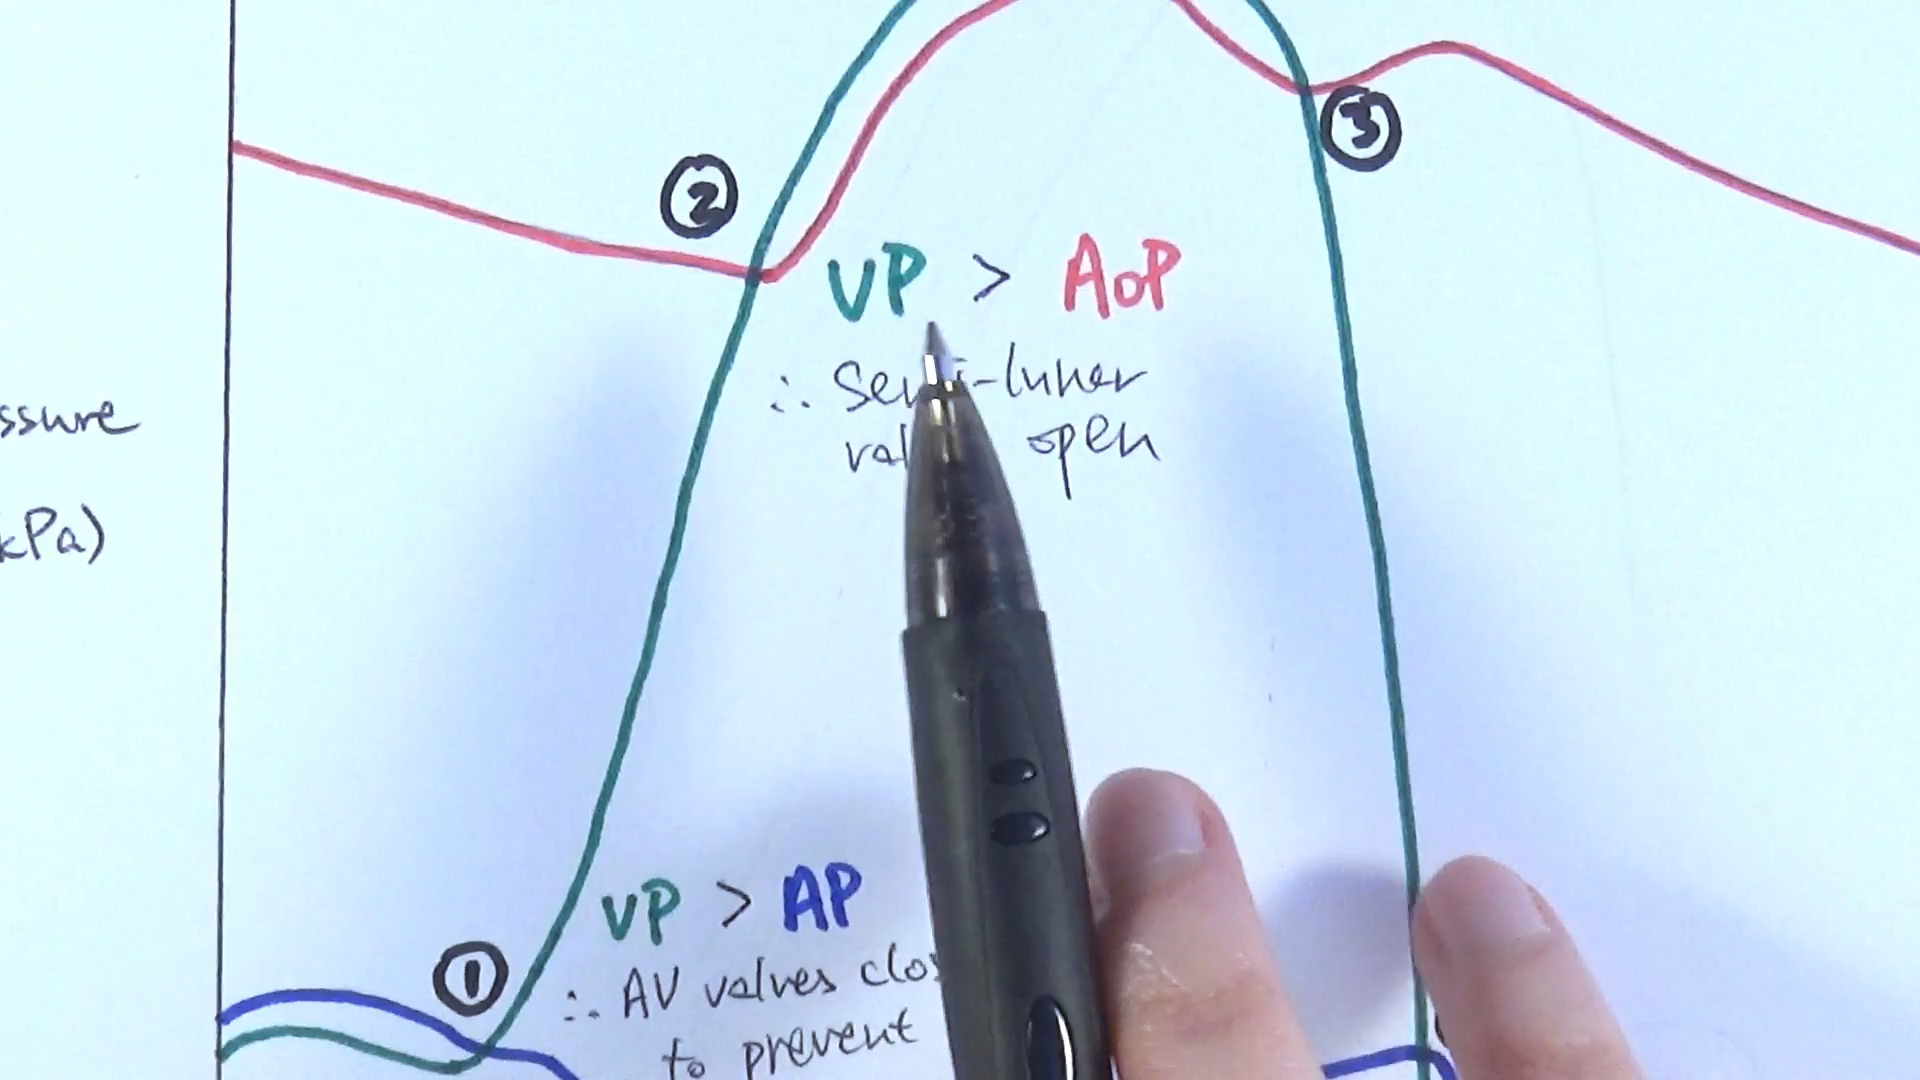 ②
③
VP > AoP
∴ Semi-lunar
open
ssure
kPa)
VP > AP
①
∴ AV valves clos
to prevent